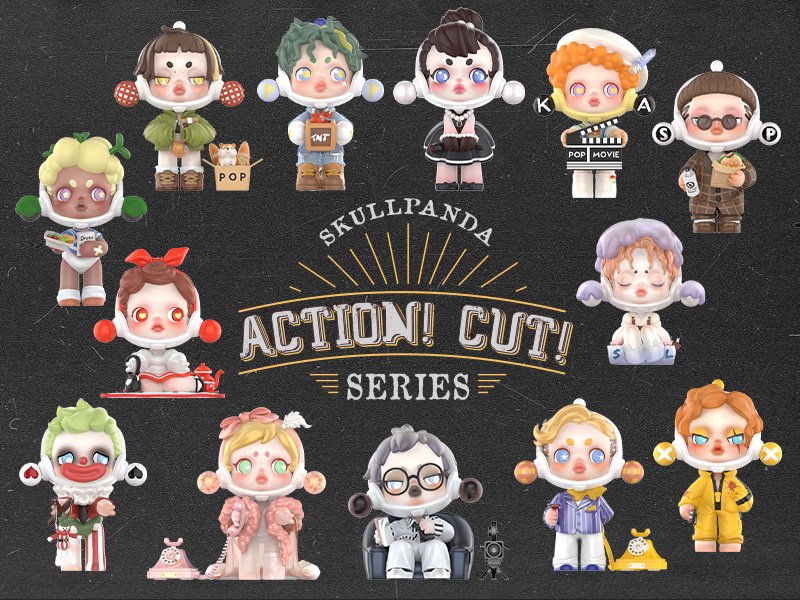 P P
TNT
K A
POP MOVIE
S P
POP
SKULLPANDA
ACTION! CUT!
SERIES
S L